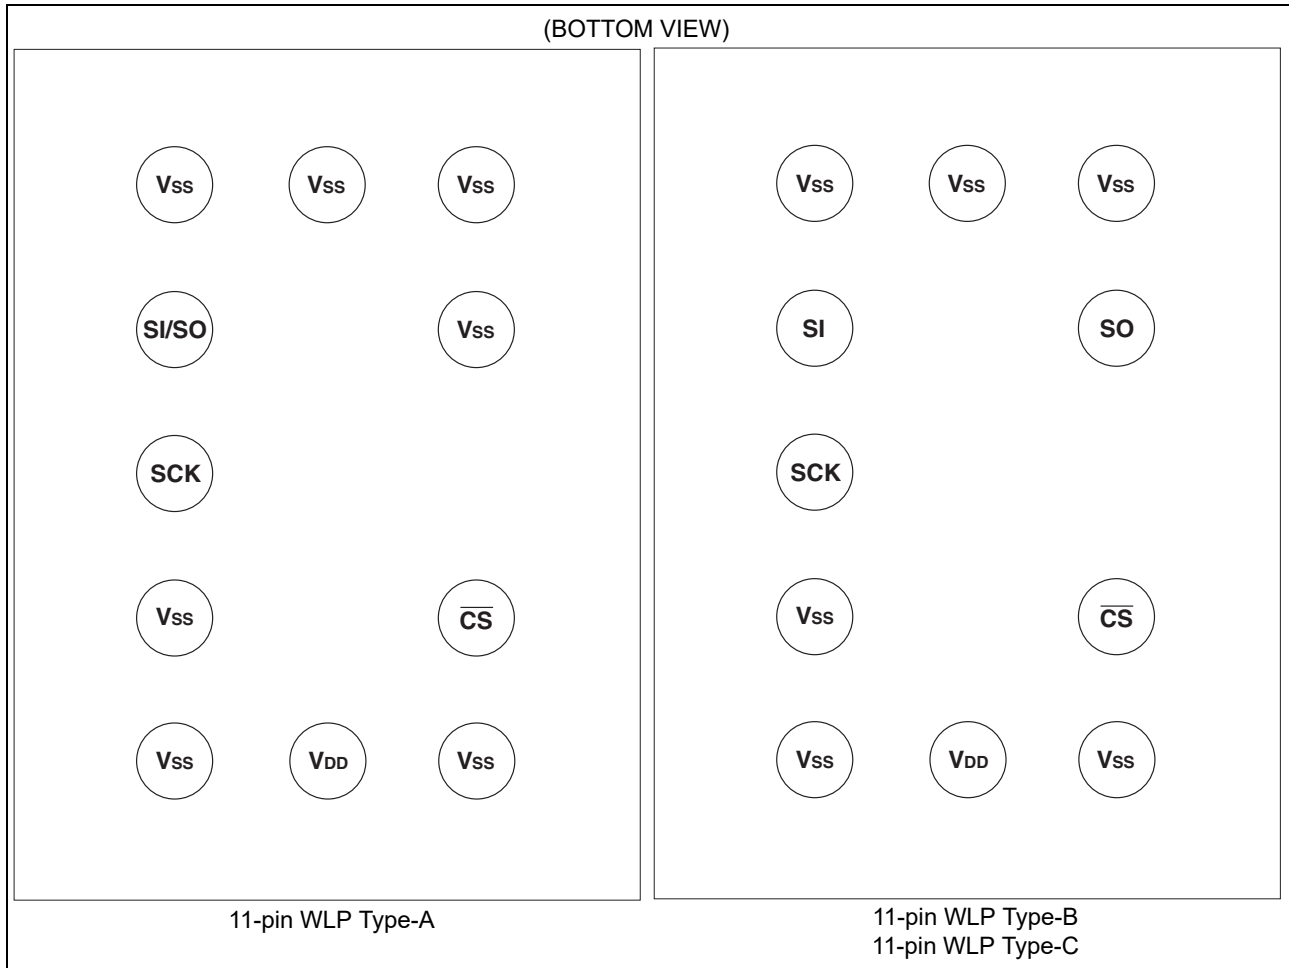 (BOTTOM VIEW)
VSS VSS VSS
SI/SO VSS
SCK
VSS CS
VSS VDD VSS
11-pin WLP Type-A
VSS VSS VSS
SI SO
SCK
VSS CS
VSS VDD VSS
11-pin WLP Type-B
11-pin WLP Type-C